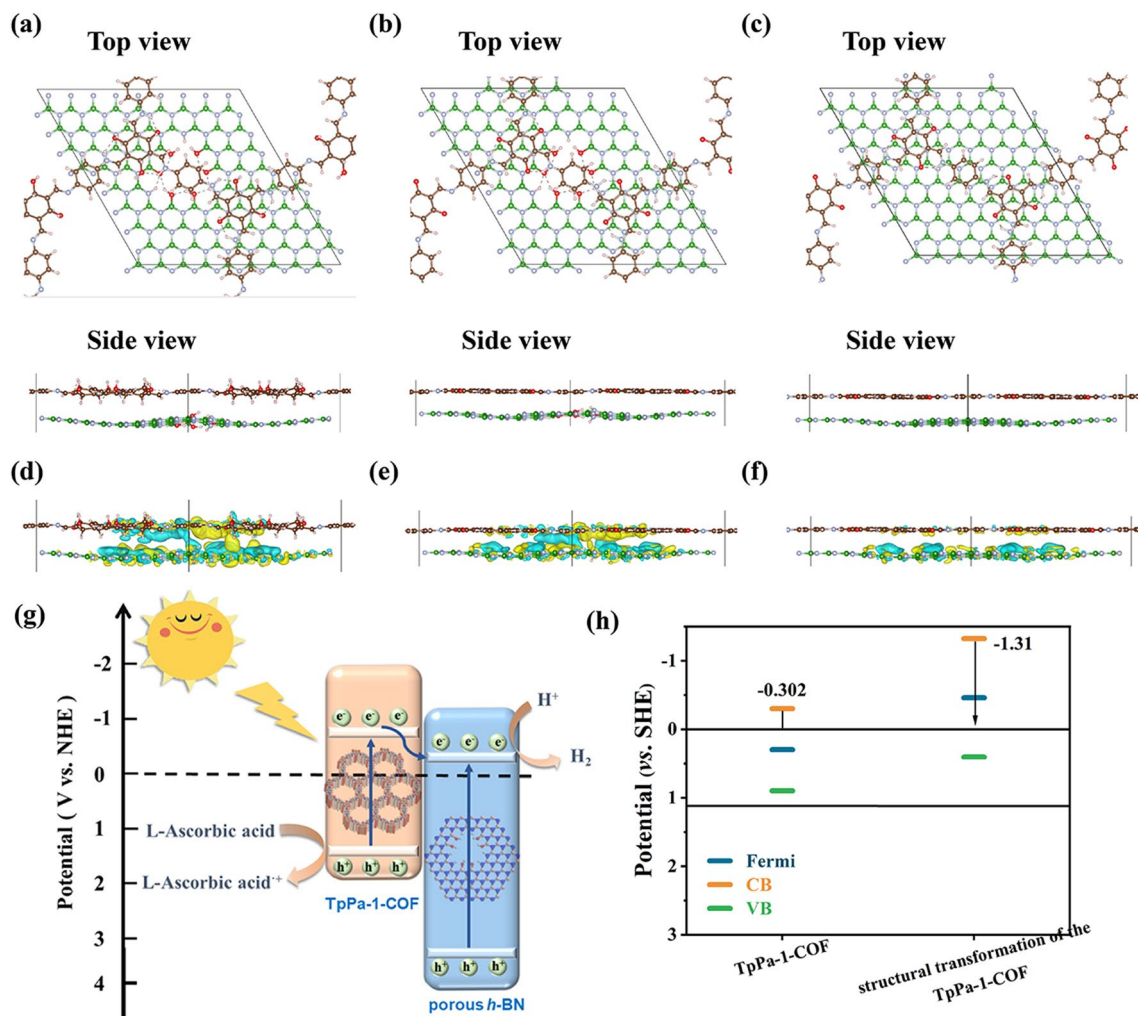 (a)
Top view
(b)
Top view
(c)
Top view
Side view
Side view
Side view
(d)
(e)
(f)
(g)
Potential ( V vs. NHE)
-2
-1
0
1
2
3
4
e⁻ e⁻ e⁻
h⁺ h⁺ h⁺
TpPa-1-COF
e⁻ e⁻ e⁻
h⁺ h⁺ h⁺
porous h-BN
H⁺
H₂
L-Ascorbic acid
L-Ascorbic acid·⁺
(h)
Potential (vs. SHE)
-1
0
1
2
3
-0.302
-1.31
Fermi
CB
VB
TpPa-1-COF
structural transformation of the
TpPa-1-COF